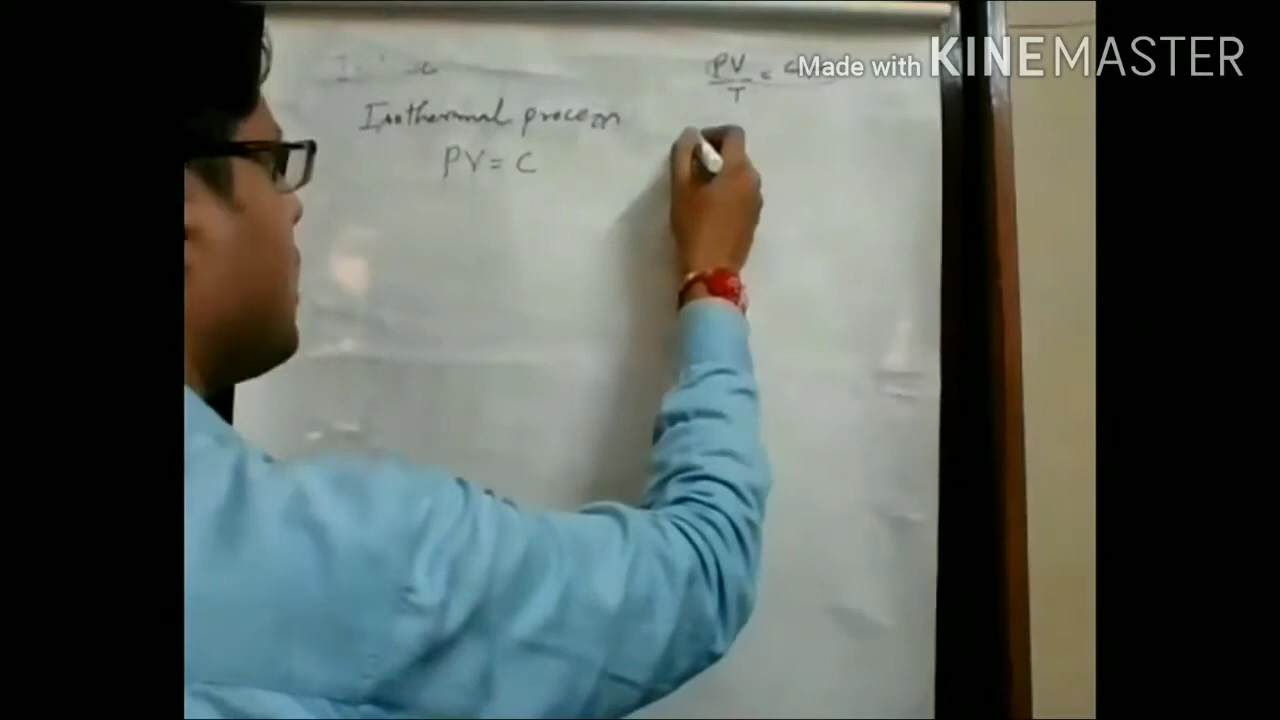 Made with KINEMASTER
PV
T
=
Isothermal process
PV = C